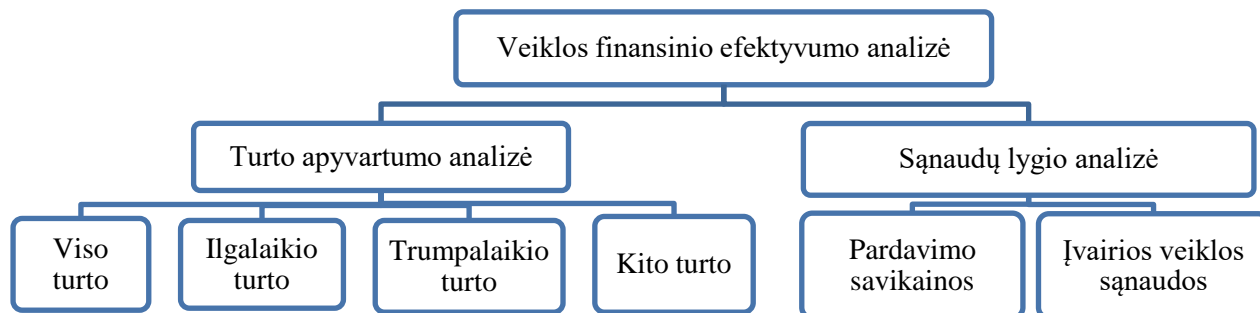 Veiklos finansinio efektyvumo analizė
Turto apyvartumo analizė
Sąnaudų lygio analizė
Viso
turto
Ilgalaikio
turto
Trumpalaikio
turto
Kito turto
Pardavimo
savikainos
Įvairios veiklos
sąnaudos